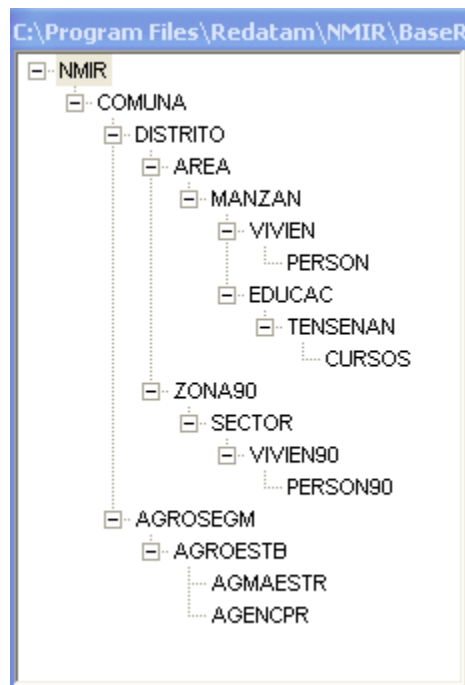 C:\Program Files\Redatam\NMIR\BaseR
NMIR
COMUNA
DISTRITO
AREA
MANZAN
VIVIEN
PERSON
EDUCAC
TENSENAN
CURSOS
ZONA90
SECTOR
VIVIEN90
PERSON90
AGROSEGM
AGROESTB
AGMAESTR
AGENCPR